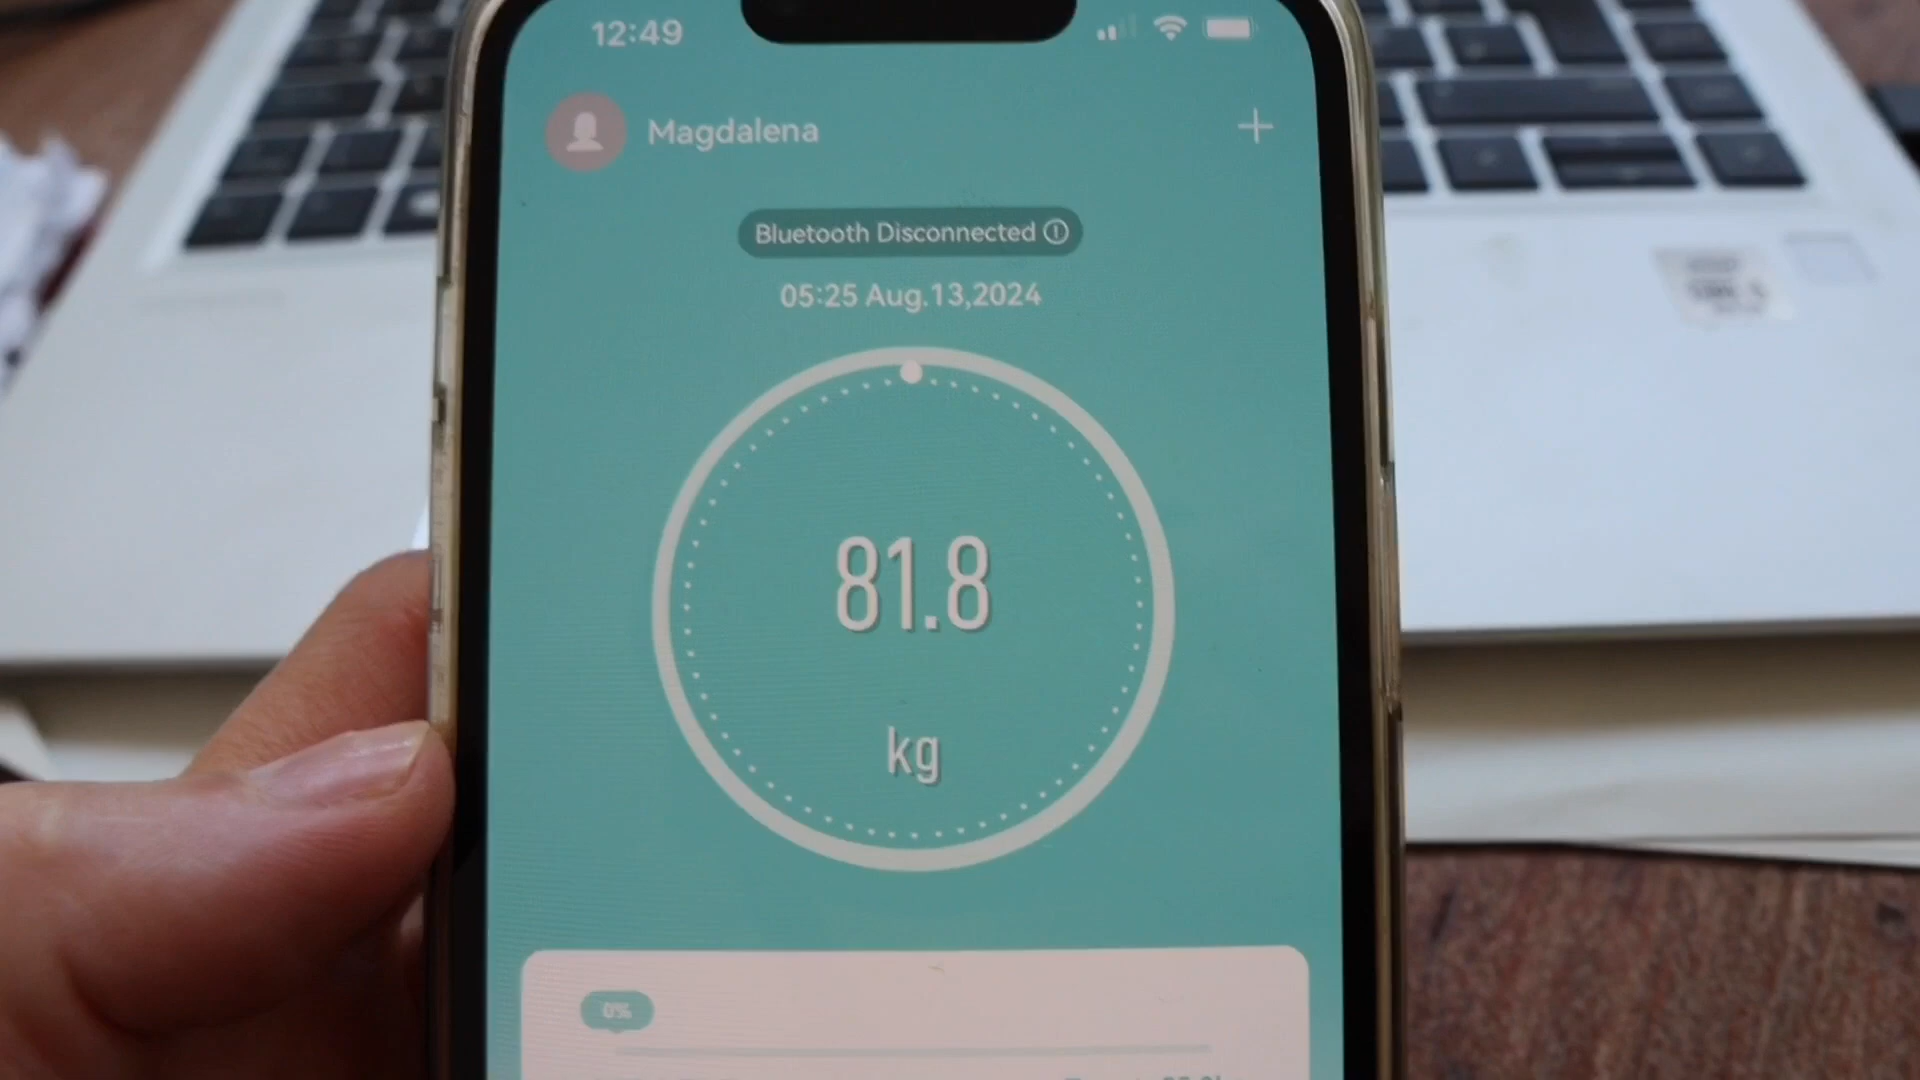 12:49
Magdalena
Bluetooth Disconnected
05:25 Aug.13,2024
81.8
kg
0%